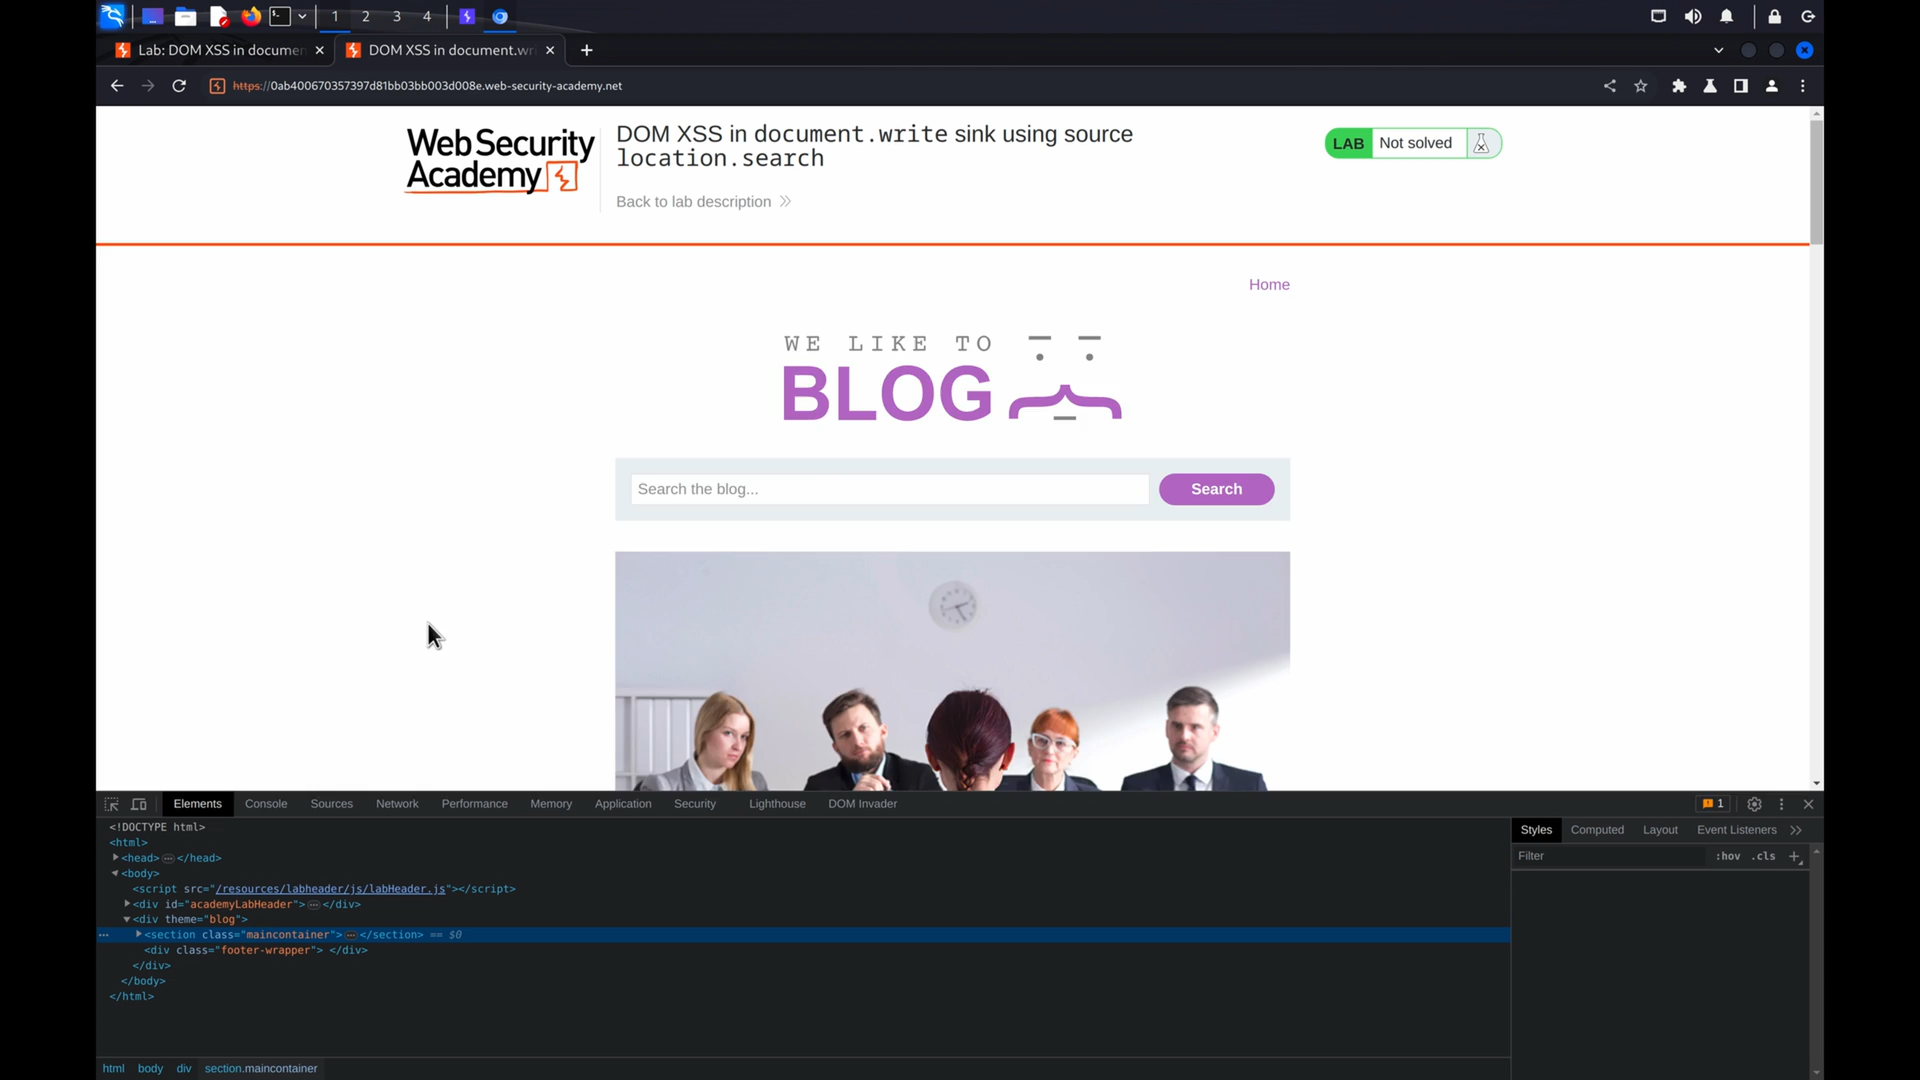 1 2 3 4
Lab: DOM XSS in documen
DOM XSS in document.wri
https://0ab400670357397d81bb03bb003d008e.web-security-academy.net
Web Security
Academy
DOM XSS in document.write sink using source
location.search
Back to lab description
LAB Not solved
Home
WE LIKE TO
BLOG
Search the blog...
Search
Elements Console Sources Network Performance Memory Application Security Lighthouse DOM Invader 1
<!DOCTYPE html>
<html>
<head>…</head>
<body>
<script src="/resources/labheader/js/labHeader.js"></script>
<div id="academyLabHeader">…</div>
<div theme="blog">
<section class="maincontainer">…</section> == $0
<div class="footer-wrapper"> </div>
</div>
</body>
</html>
Styles Computed Layout Event Listeners
Filter :hov .cls
html body div section.maincontainer